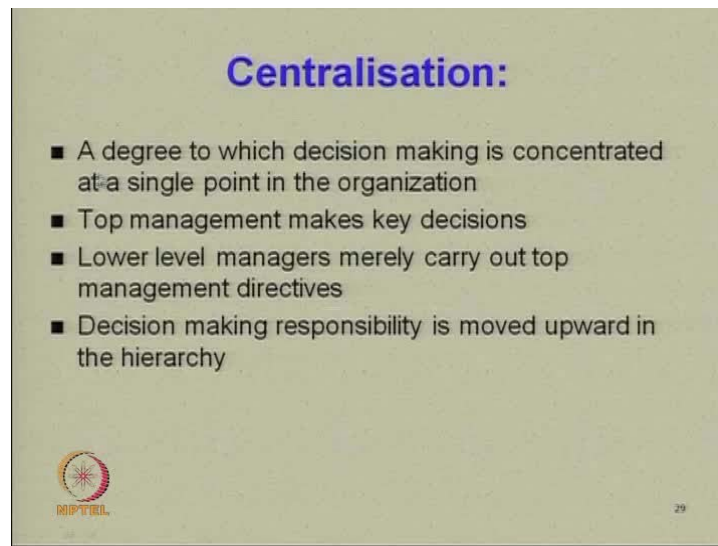 Centralisation:
■ A degree to which decision making is concentrated
at a single point in the organization
■ Top management makes key decisions
■ Lower level managers merely carry out top
management directives
■ Decision making responsibility is moved upward in
the hierarchy
NPTEL
29